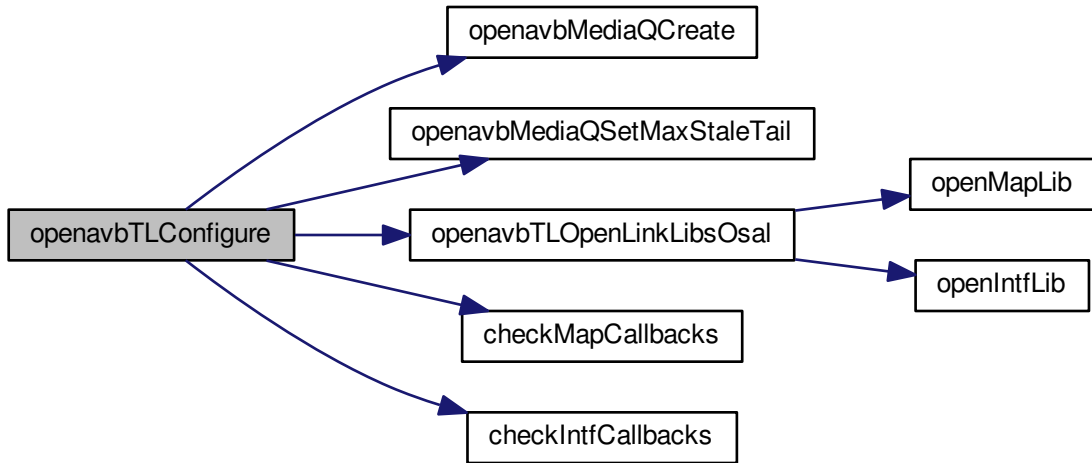 openavbMediaQCreate
openavbMediaQSetMaxStaleTail
openMapLib
openavbTLConfigure
openavbTLOpenLinkLibsOsal
openIntfLib
checkMapCallbacks
checkIntfCallbacks